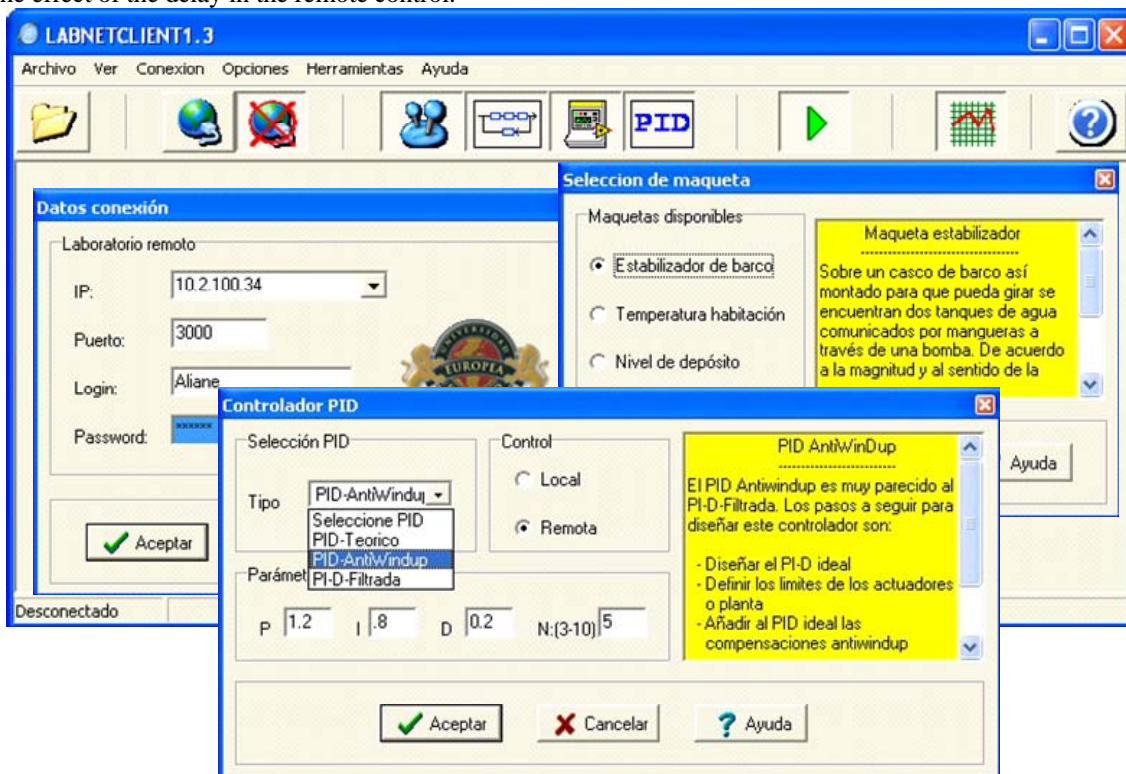 the effect of the delay in the remote control.
LABNETCLIENT1.3
Archivo Ver Conexion Opciones Herramientas Ayuda
PID
Datos conexión
Laboratorio remoto
IP: 10.2.100.34
Puerto: 3000
Login: Aliane
Password: ******
UNIVERSIDAD
EUROPEA
Aceptar
Desconectado
Seleccion de maqueta
Maquetas disponibles
Estabilizador de barco
Temperatura habitación
Nivel de depósito
Maqueta estabilizador
---------------------------
Sobre un casco de barco así
montado para que pueda girar se
encuentran dos tanques de agua
comunicados por mangueras a
través de una bomba. De acuerdo
a la magnitud y al sentido de la
Ayuda
Controlador PID
Selección PID
Tipo PID-AntiWindu
Seleccione PID
PID-Teorico
PID-AntiWindup
PI-D-Filtrada
Control
Local
Remota
Parámet
P 1.2 I .8 D 0.2 N:(3-10) 5
PID AntiWinDup
------------------------
El PID Antiwindup es muy parecido al
PI-D-Filtrada. Los pasos a seguir para
diseñar este controlador son:
- Diseñar el PI-D ideal
- Definir los limites de los actuadores
o planta
- Añadir al PID ideal las
compensaciones antiwindup
Aceptar Cancelar Ayuda